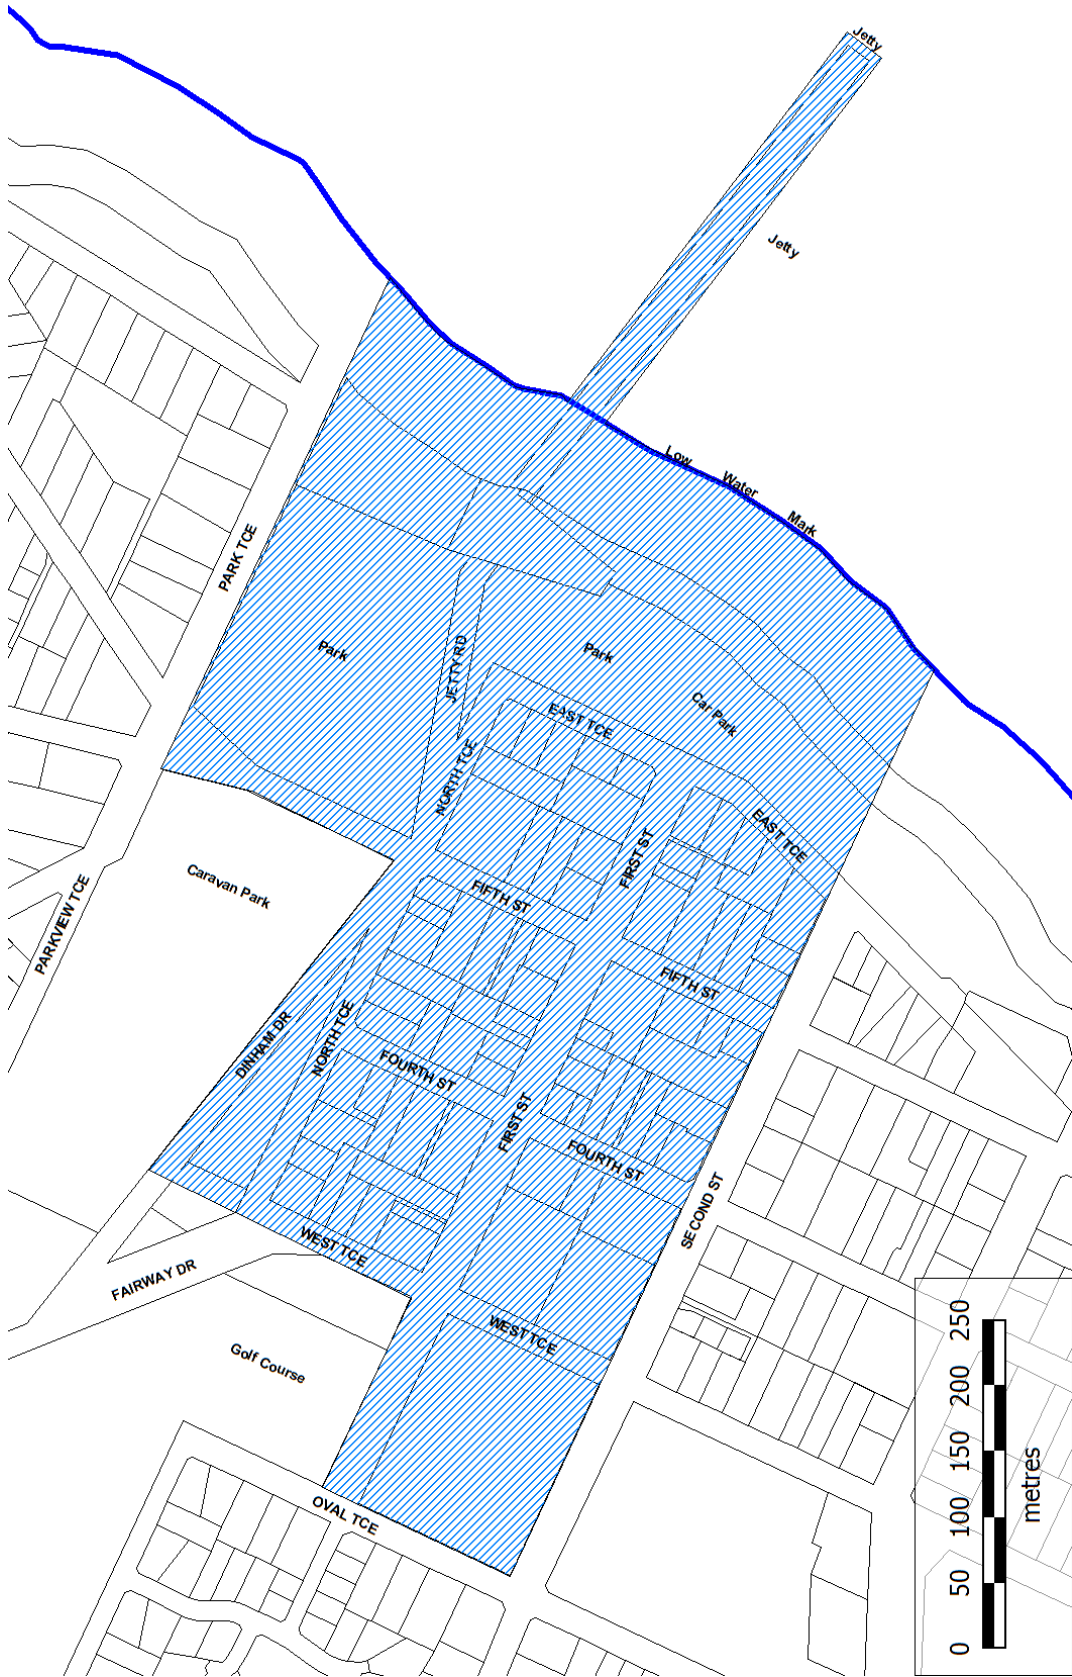 Jetty
Jetty
Low Water Mark
PARK TCE
Park
JETTY RD
Park
Car Park
EAST TCE
NORTH TCE
EAST TCE
FIRST ST
Caravan Park
FIFTH ST
PARKVIEW TCE
FIFTH ST
DINHAM DR
NORTH TCE
FOURTH ST
FIRST ST
FOURTH ST
SECOND ST
WEST TCE
FAIRWAY DR
WEST TCE
Golf Course
OVAL TCE
0 50 100 150 200 250
metres